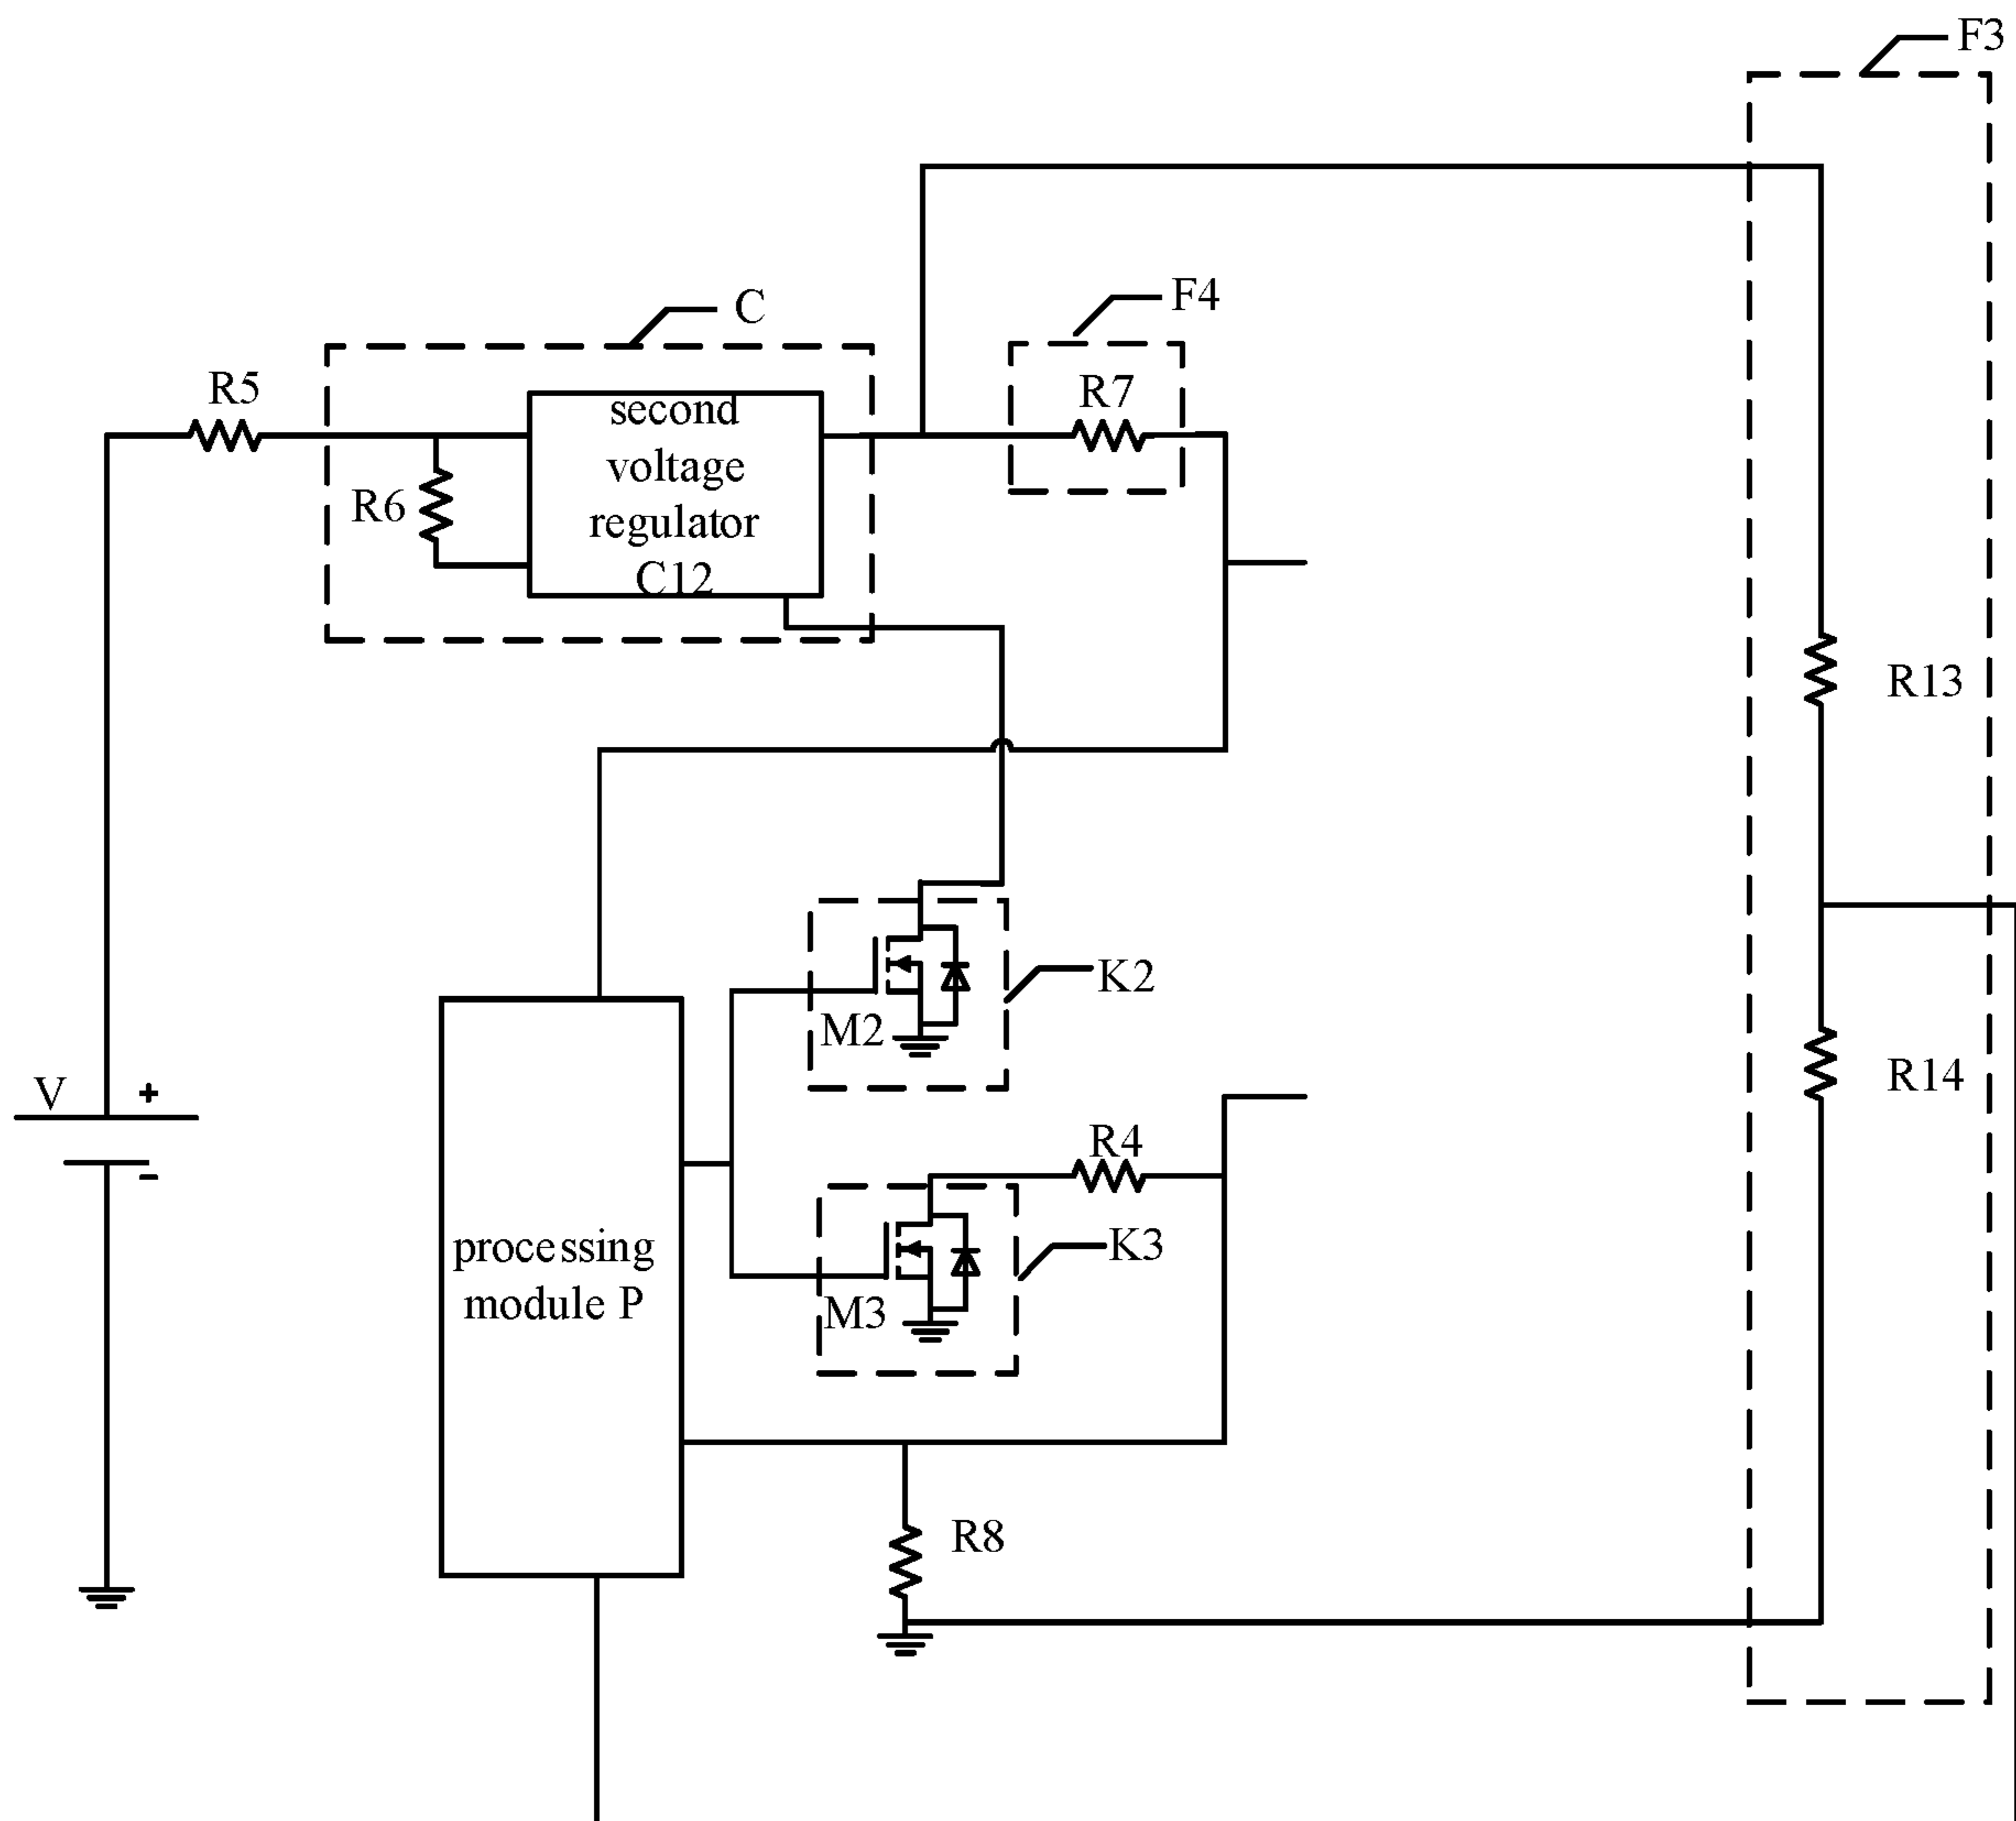 F3
C
F4
R5
second
voltage
regulator
C12
R7
R6
R13
K2
M2
V
+
-
R14
R4
processing
module P
K3
M3
R8